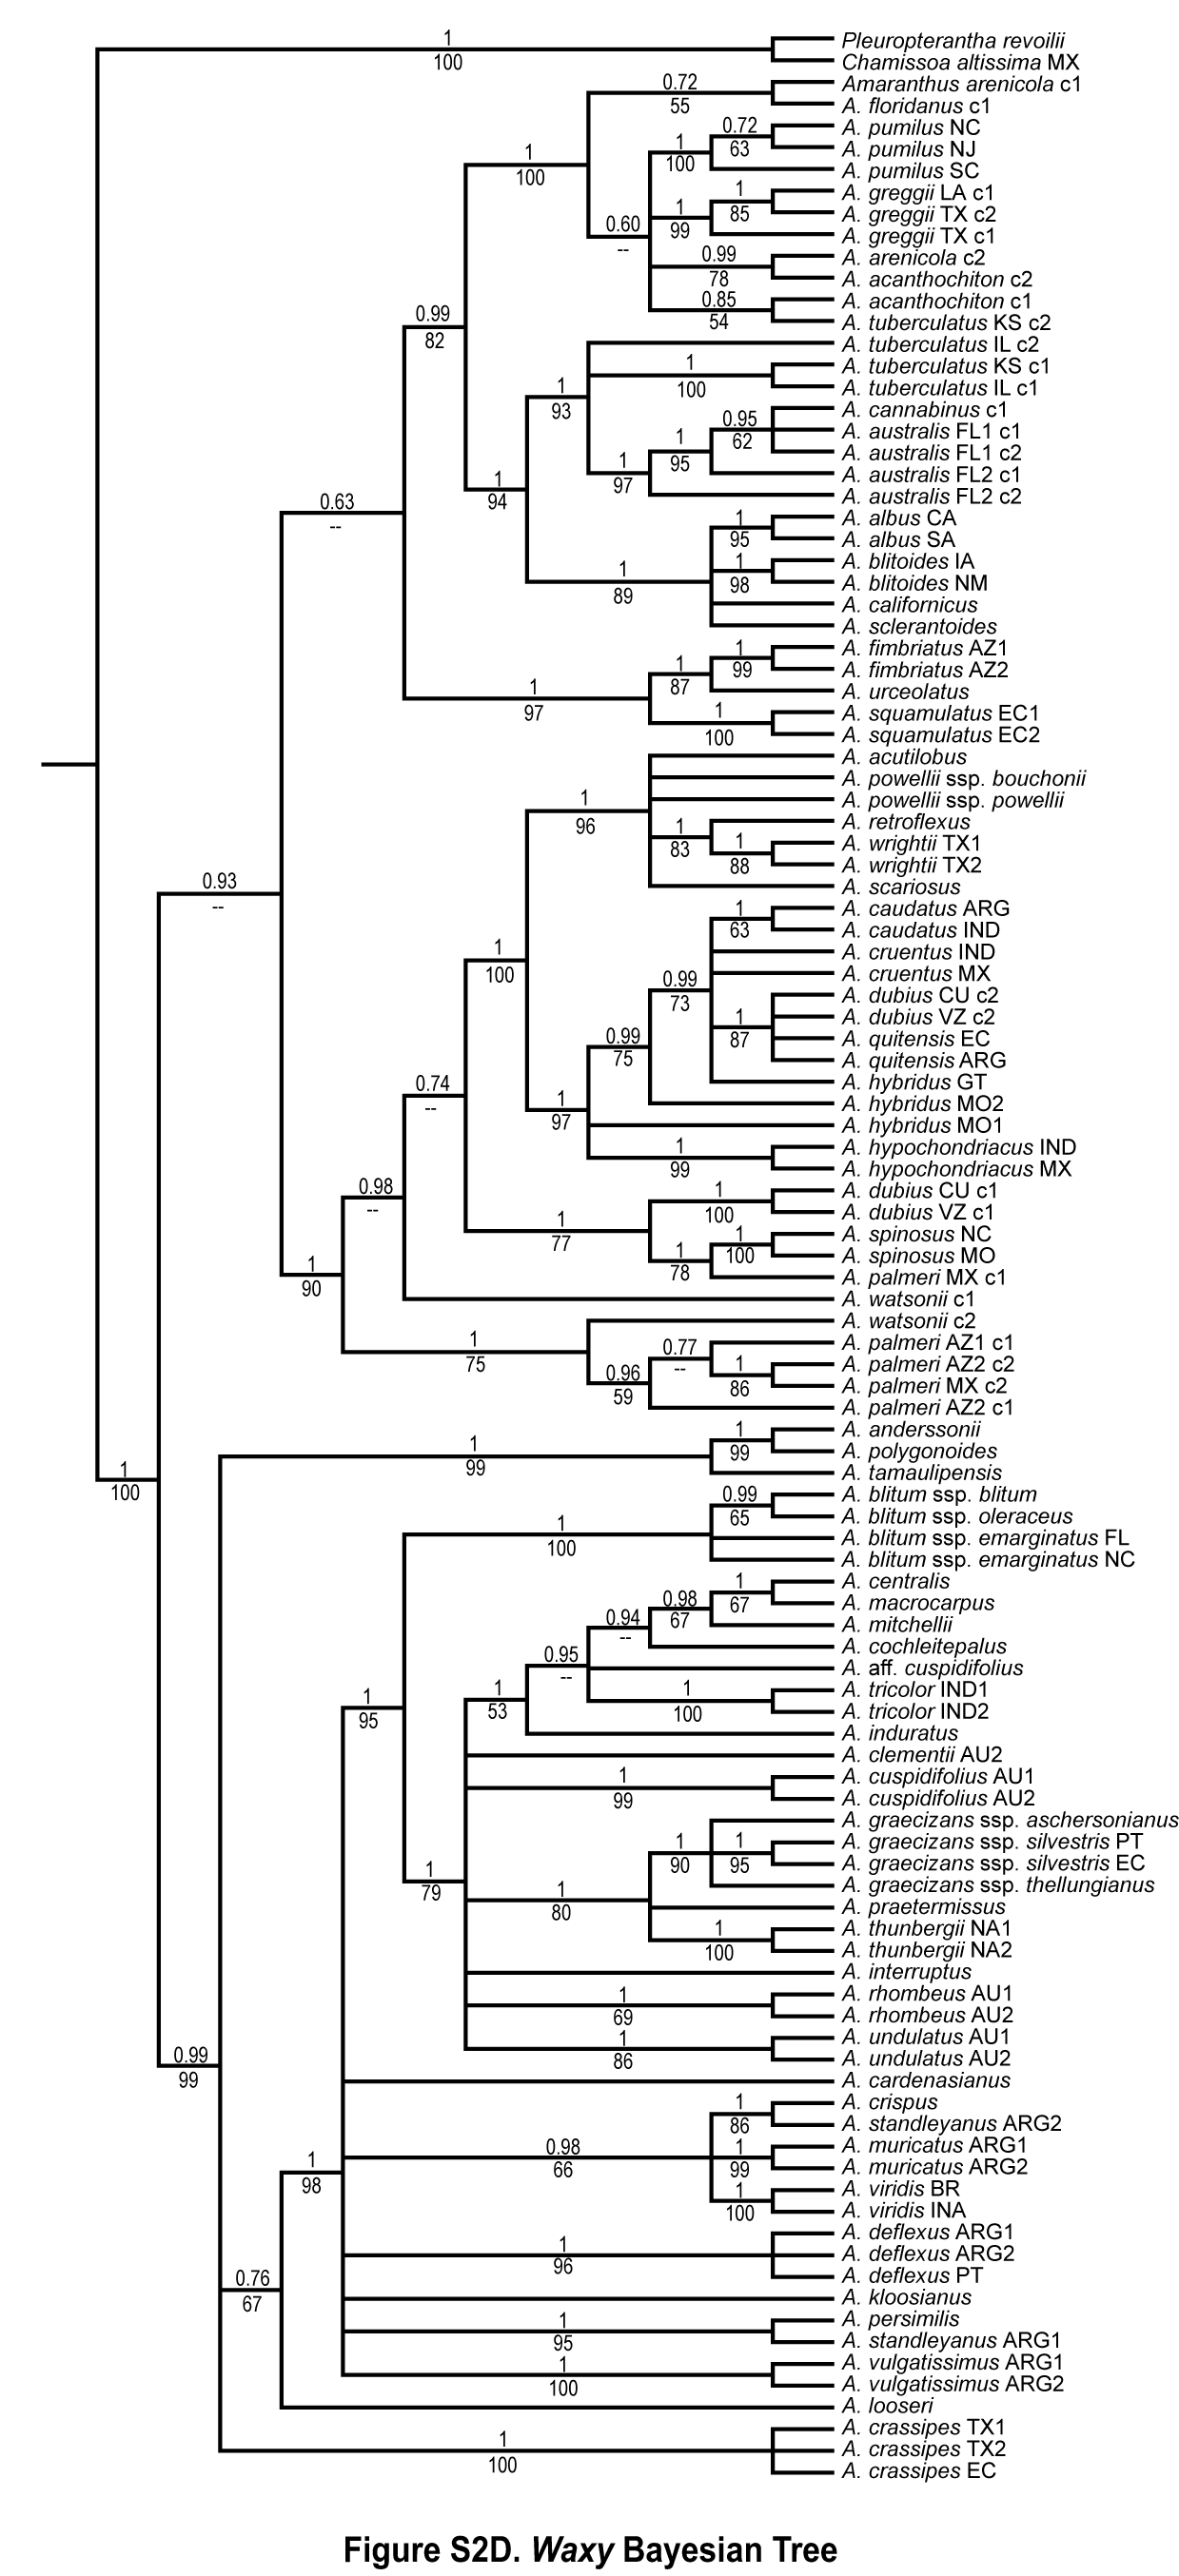 1
Pleuropterantha revoilii
100
Chamissoa altissima MX
0.72
Amaranthus arenicola c1
55
A. floridanus c1
0.72
A. pumilus NC
1
63
A. pumilus NJ
1
100
100
A. pumilus SC
1
A. greggii LA c1
1
85
A. greggii TX c2
0.60
99
A. greggii TX c1
--
0.99
A. arenicola c2
78
A. acanthochiton c2
0.85
A. acanthochiton c1
0.99
54
A. tuberculatus KS c2
82
A. tuberculatus IL c2
1
A. tuberculatus KS c1
1
100
A. tuberculatus IL c1
93
A. cannabinus c1
0.95
A. australis FL1 c1
1
62
A. australis FL1 c2
1
95
1
97
A. australis FL2 c1
94
A. australis FL2 c2
0.63
--
1
A. albus CA
95
A. albus SA
1
1
A. blitoides IA
89
98
A. blitoides NM
A. californicus
A. sclerantoides
1
A. fimbriatus AZ1
1
99
A. fimbriatus AZ2
1
87
A. urceolatus
97
1
A. squamulatus EC1
100
A. squamulatus EC2
A. acutilobus
A. powellii ssp. bouchonii
1
A. powellii ssp. powellii
96
1
A. retroflexus
83
1
A. wrightii TX1
88
A. wrightii TX2
0.93
A. scariosus
--
1
A. caudatus ARG
63
A. caudatus IND
1
A. cruentus IND
100
0.99
A. cruentus MX
73
A. dubius CU c2
1
A. dubius VZ c2
0.99
87
A. quitensis EC
75
A. quitensis ARG
0.74
A. hybridus GT
--
1
A. hybridus MO2
97
A. hybridus MO1
1
A. hypochondriacus IND
99
A. hypochondriacus MX
0.98
1
A. dubius CU c1
--
100
A. dubius VZ c1
1
1
A. spinosus NC
77
1
100
A. spinosus MO
1
78
A. palmeri MX c1
90
A. watsonii c1
A. watsonii c2
1
0.77
A. palmeri AZ1 c1
75
0.96
--
1
A. palmeri AZ2 c2
59
86
A. palmeri MX c2
A. palmeri AZ2 c1
1
1
A. anderssonii
99
99
A. polygonoides
1
A. tamaulipensis
100
0.99
A. blitum ssp. blitum
1
65
A. blitum ssp. oleraceus
100
A. blitum ssp. emarginatus FL
A. blitum ssp. emarginatus NC
1
A. centralis
0.98
67
A. macrocarpus
0.94
67
A. mitchellii
--
A. cochleitepalus
0.95
A. aff. cuspidifolius
--
1
1
1
A. tricolor IND1
95
53
100
A. tricolor IND2
A. induratus
A. clementii AU2
1
A. cuspidifolius AU1
99
A. cuspidifolius AU2
A. graecizans ssp. aschersonianus
1
1
A. graecizans ssp. silvestris PT
1
90
95
A. graecizans ssp. silvestris EC
79
1
A. graecizans ssp. thellungianus
80
A. praetermissus
1
A. thunbergii NA1
100
A. thunbergii NA2
A. interruptus
1
A. rhombeus AU1
69
A. rhombeus AU2
1
A. undulatus AU1
0.99
86
A. undulatus AU2
99
A. cardenasianus
1
A. crispus
86
A. standleyanus ARG2
0.98
1
A. muricatus ARG1
1
66
99
A. muricatus ARG2
98
1
A. viridis BR
100
A. viridis INA
A. deflexus ARG1
1
A. deflexus ARG2
96
0.76
A. deflexus PT
67
A. kloosianus
1
A. persimilis
95
A. standleyanus ARG1
1
A. vulgatissimus ARG1
100
A. vulgatissimus ARG2
A. looseri
1
A. crassipes TX1
A. crassipes TX2
100
A. crassipes EC
Figure S2D. Waxy Bayesian Tree